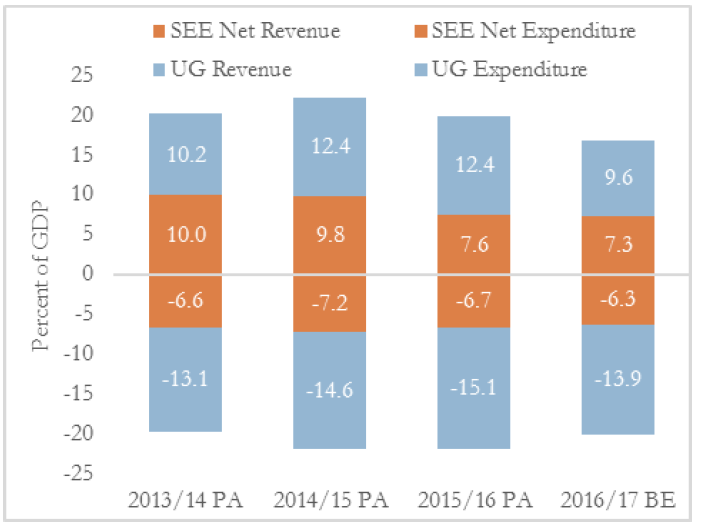 SEE Net Revenue SEE Net Expenditure
UG Revenue UG Expenditure
Percent of GDP
25
20
15
10
5
0
-5
-10
-15
-20
-25
10.2 12.4 12.4 9.6
10.0 9.8 7.6 7.3
-6.6 -7.2 -6.7 -6.3
-13.1 -14.6 -15.1 -13.9
2013/14 PA 2014/15 PA 2015/16 PA 2016/17 BE